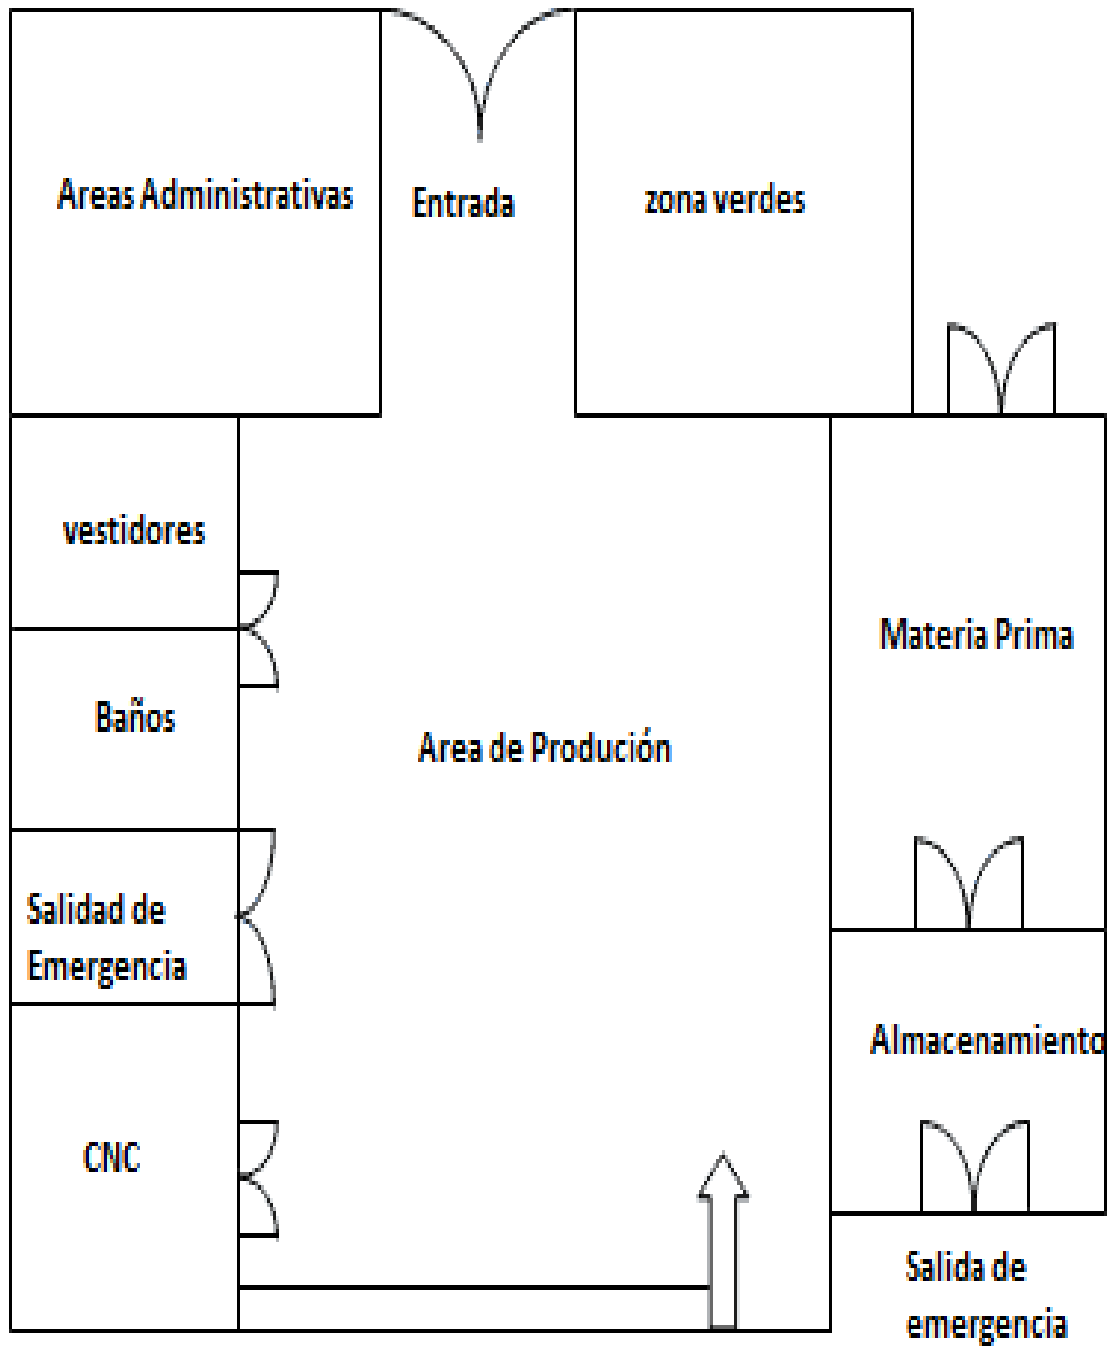 Areas Administrativas
Entrada
zona verdes
vestidores
Materia Prima
Baños
Area de Produción
Salidad de
Emergencia
Almacenamiento
CNC
Salida de
emergencia